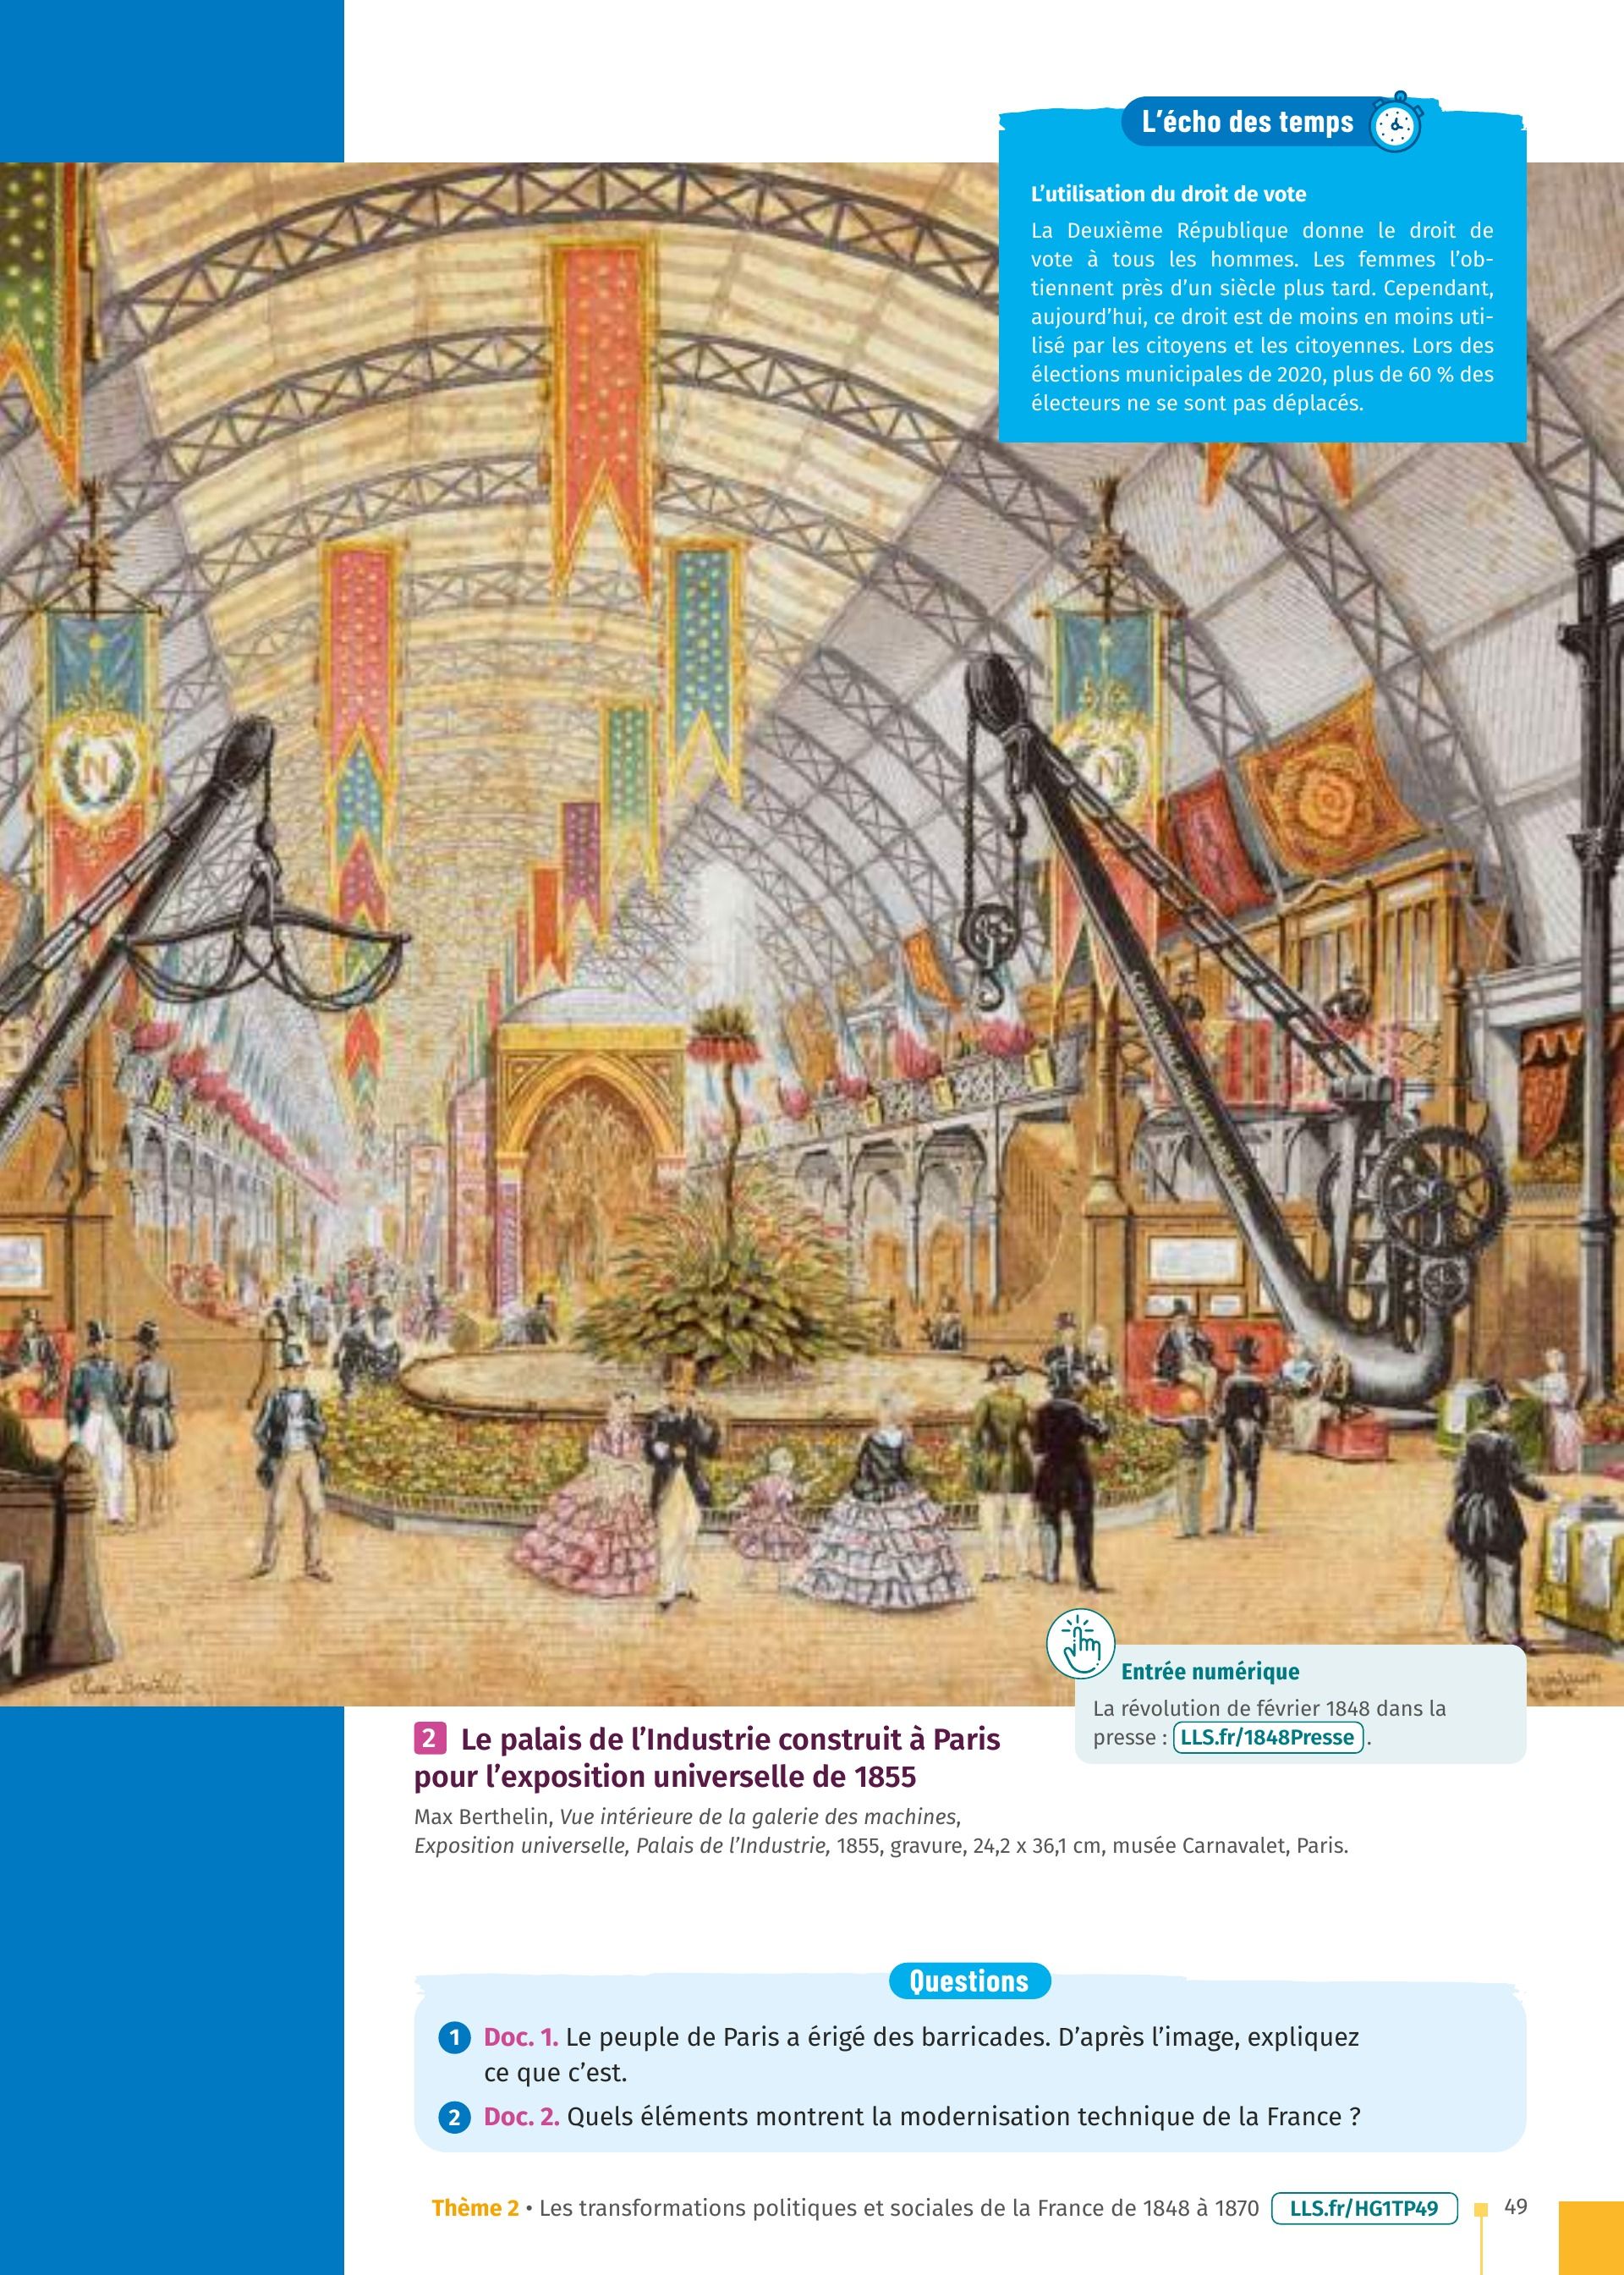 L'écho des temps
L'utilisation du droit de vote
La Deuxième République donne le droit de
vote à tous les hommes. Les femmes l'ob-
tiennent près d'un siècle plus tard. Cependant,
aujourd'hui, ce droit est de moins en moins uti-
lisé par les citoyens et les citoyennes. Lors des
élections municipales de 2020, plus de 60 % des
électeurs ne se sont pas déplacés.
N
N
Entrée numérique
La révolution de février 1848 dans la
presse : LLS.fr/1848Presse.
2 Le palais de l'Industrie construit à Paris
pour l'exposition universelle de 1855
Max Berthelin, Vue intérieure de la galerie des machines,
Exposition universelle, Palais de l'Industrie, 1855, gravure, 24,2 x 36,1 cm, musée Carnavalet, Paris.
Questions
1 Doc. 1. Le peuple de Paris a érigé des barricades. D'après l'image, expliquez
ce que c'est.
2 Doc. 2. Quels éléments montrent la modernisation technique de la France ?
Thème 2 • Les transformations politiques et sociales de la France de 1848 à 1870 LLS.fr/HG1TP49 49